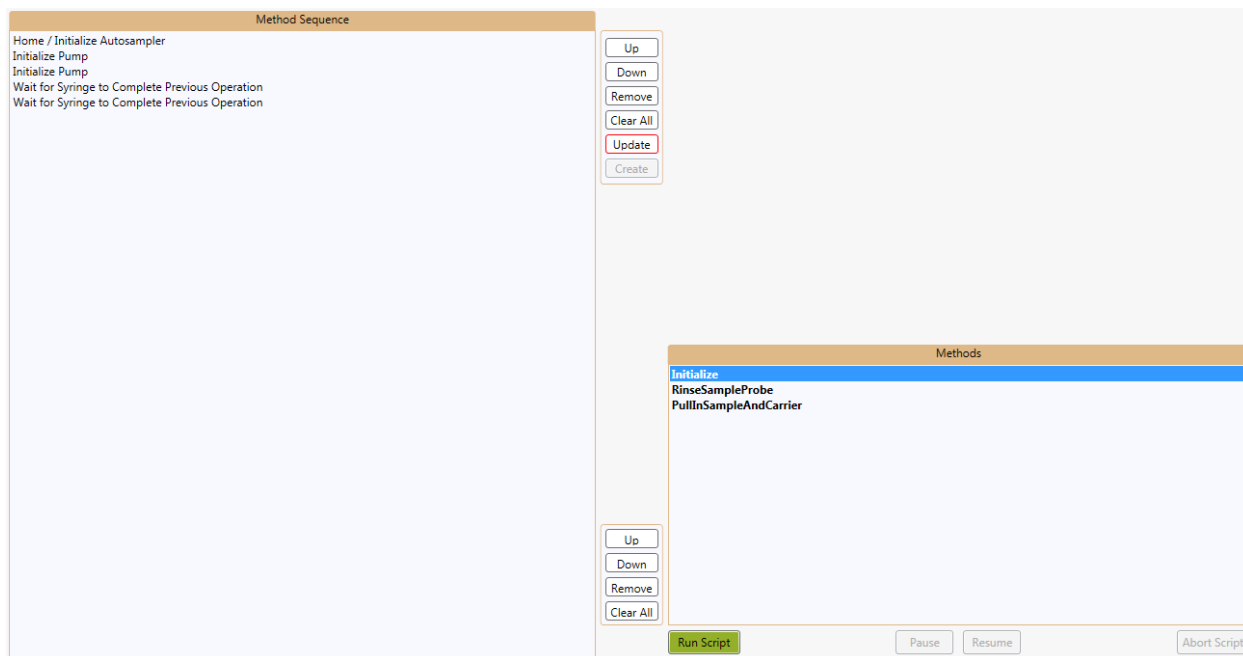 Method Sequence
Home / Initialize Autosampler
Initialize Pump
Initialize Pump
Wait for Syringe to Complete Previous Operation
Wait for Syringe to Complete Previous Operation
Up
Down
Remove
Clear All
Update
Create
Methods
Initialize
RinseSampleProbe
PullInSampleAndCarrier
Up
Down
Remove
Clear All
Run Script
Pause
Resume
Abort Script